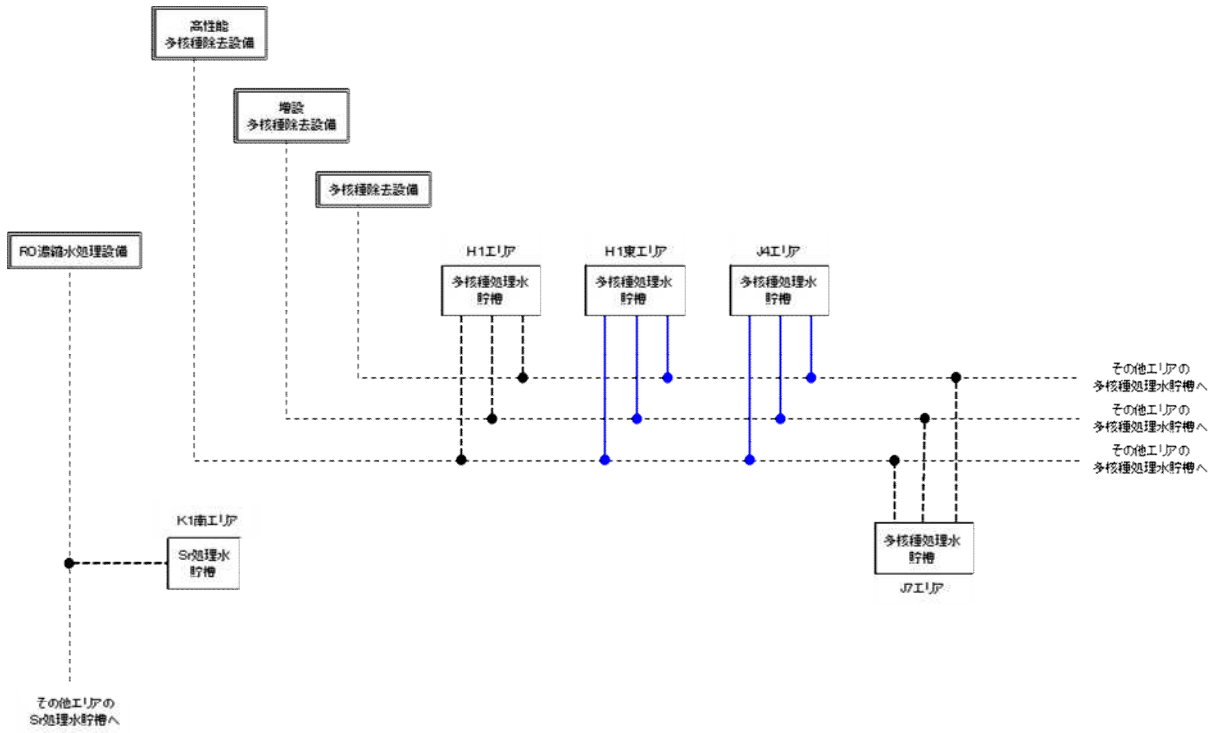 高性能
多核種除去設備
増設
多核種除去設備
多核種除去設備
RO濃縮水処理設備
H1エリア
多核種処理水
貯槽
H1東エリア
多核種処理水
貯槽
J4エリア
多核種処理水
貯槽
その他エリアの
多核種処理水貯槽へ
その他エリアの
多核種処理水貯槽へ
その他エリアの
多核種処理水貯槽へ
K1南エリア
Sr処理水
貯槽
多核種処理水
貯槽
J7エリア
その他エリアの
Sr処理水貯槽へ